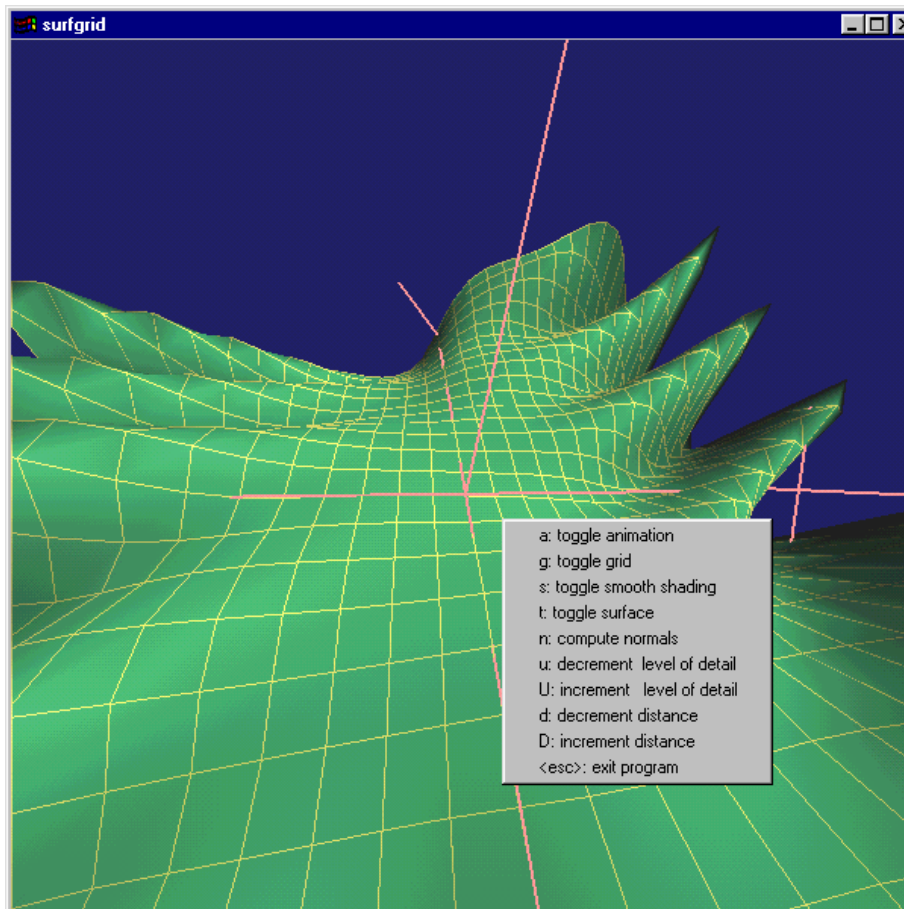 surfgrid
a: toggle animation
g: toggle grid
s: toggle smooth shading
t: toggle surface
n: compute normals
u: decrement  level of detail
U: increment   level of detail
d: decrement distance
D: increment distance
<esc>: exit program